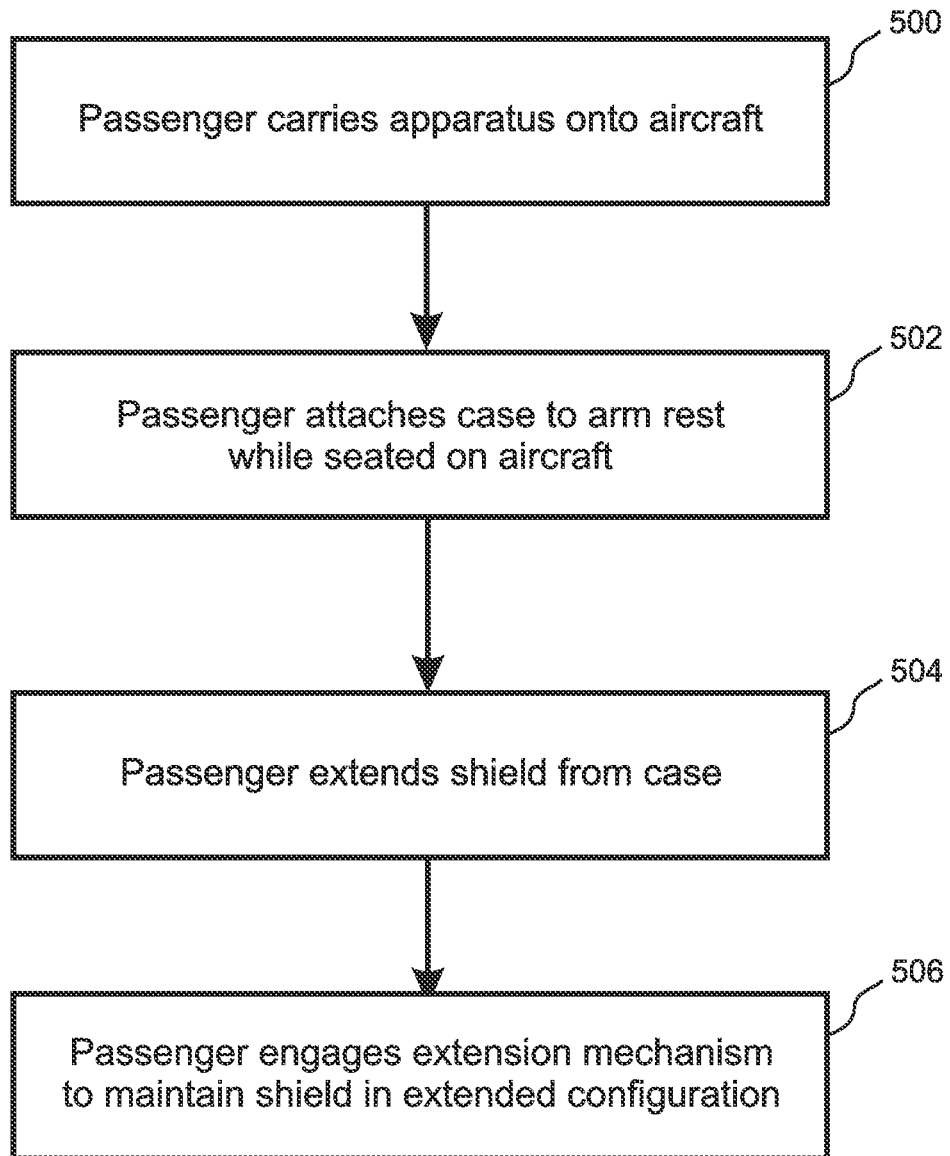 500
Passenger carries apparatus onto aircraft
502
Passenger attaches case to arm rest
while seated on aircraft
504
Passenger extends shield from case
506
Passenger engages extension mechanism
to maintain shield in extended configuration